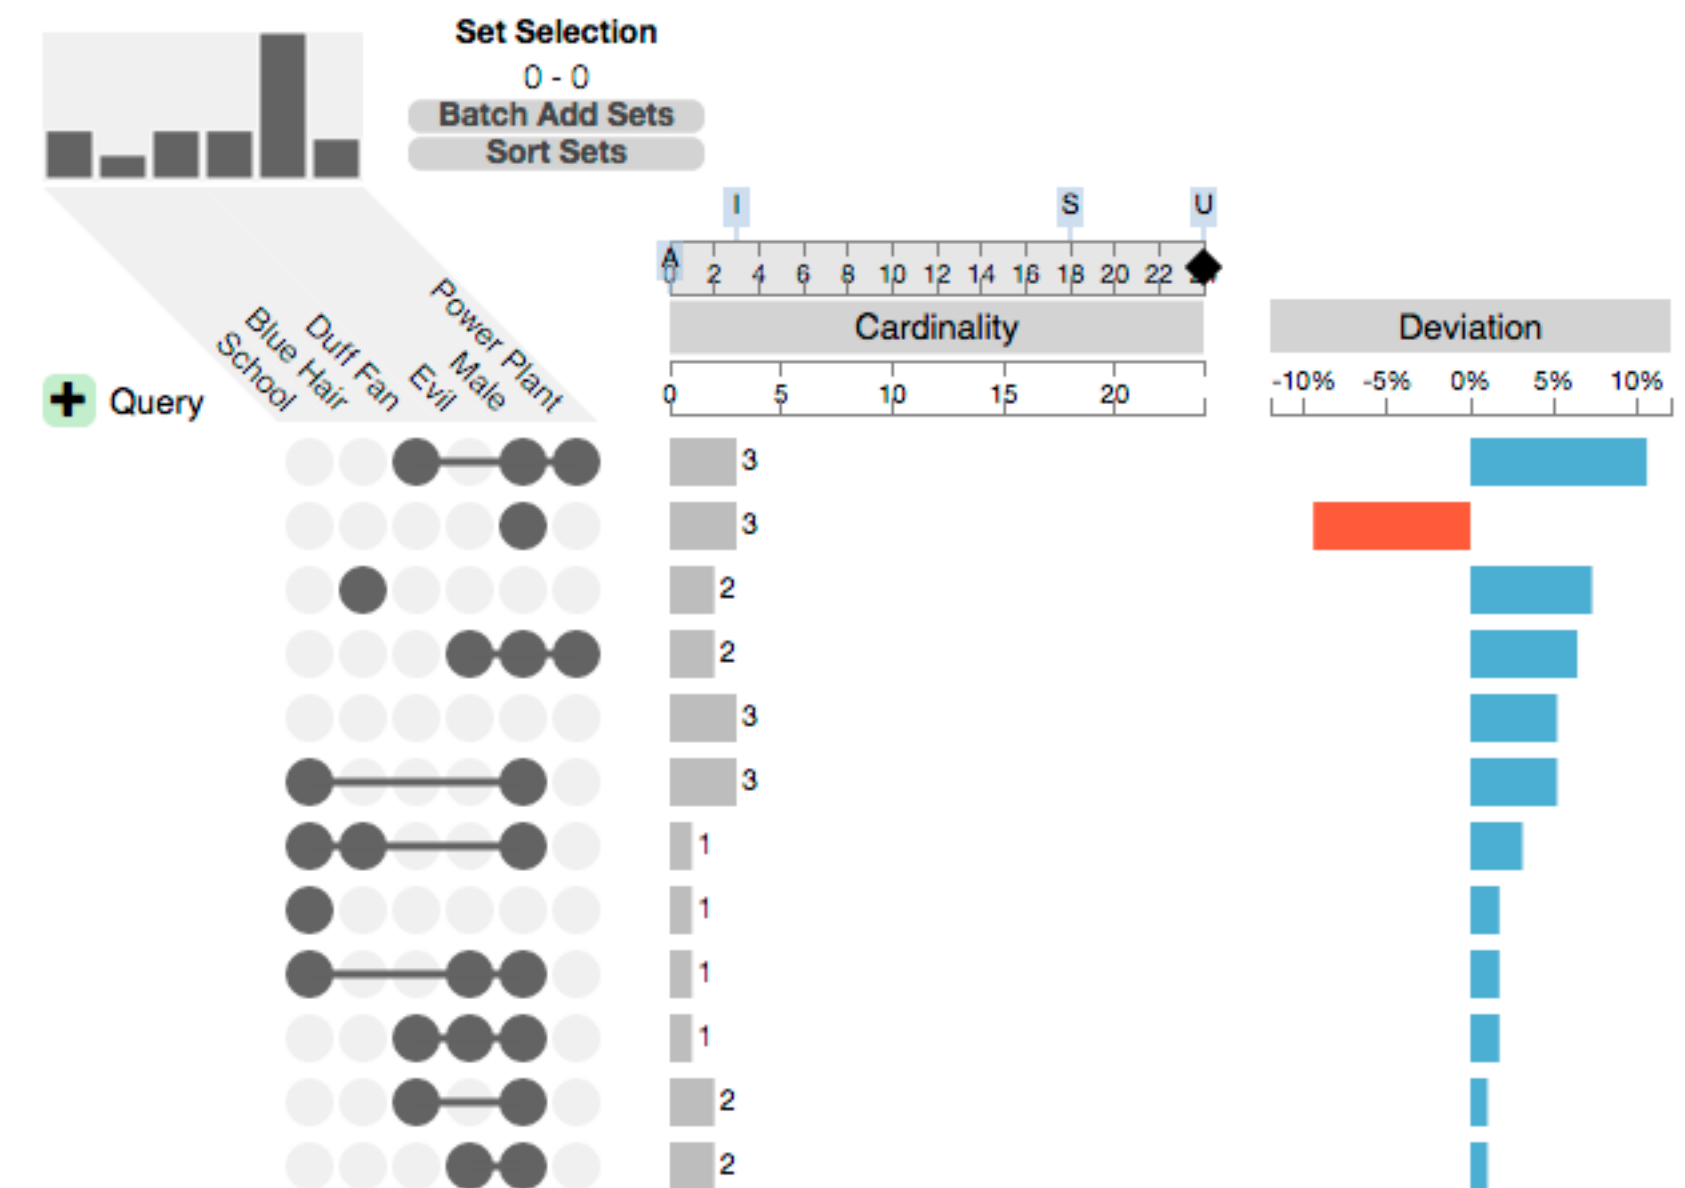 Set Selection
0 - 0
Batch Add Sets
Sort Sets
I S U
A
0 2 4 6 8 10 12 14 16 18 20 22
Cardinality Deviation
0 5 10 15 20
-10% -5% 0% 5% 10%
School
Blue Hair
Duff Fan
Evil
Male
Power Plant
Query
3
3
2
2
3
3
1
1
1
1
2
2